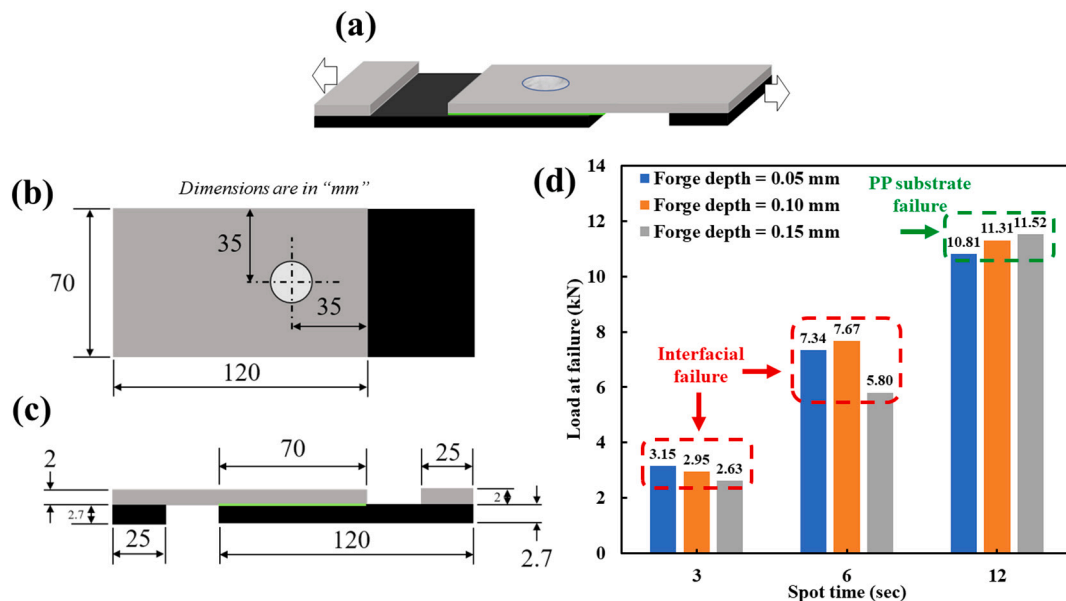 (a)
(b)
Dimensions are in "mm"
35
70
35
120
(c)
70
25
2
2
2.7
25
120
2.7
(d)
14
12
10
8
6
4
2
0
Load at failure (kN)
Forge depth = 0.05 mm
Forge depth = 0.10 mm
Forge depth = 0.15 mm
PP substrate
failure
10.81
11.31
11.52
7.34
7.67
5.80
Interfacial
failure
3.15
2.95
2.63
3
6
12
Spot time (sec)